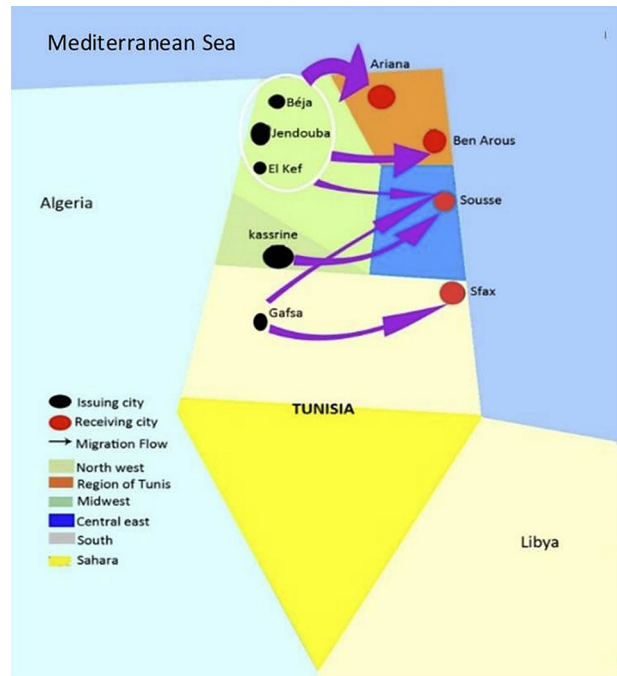 Mediterranean Sea
Ariana
Béja
Jendouba
Ben Arous
El Kef
Algeria
Sousse
kassrine
Sfax
Gafsa
Issuing city
TUNISIA
Receiving city
Migration Flow
North west
Region of Tunis
Midwest
Central east
South
Libya
Sahara